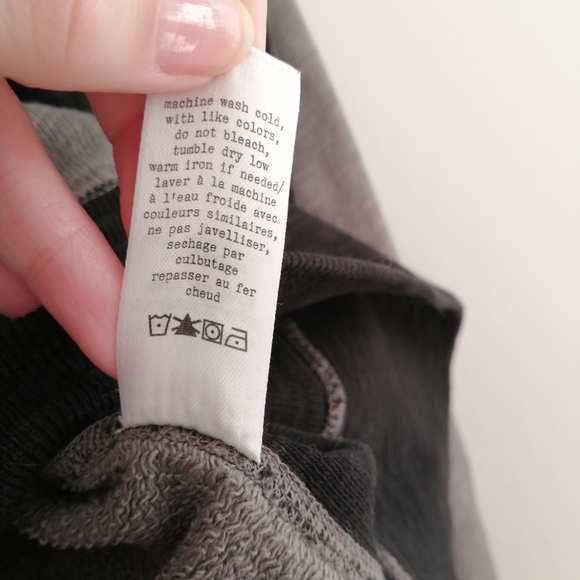 machine wash cold,
with like colors,
do not bleach,
tumble dry low
warm iron if needed/
laver à la machine
à l'eau froide avec
couleurs similaires,
ne pas javelliser,
sechage par
culbutage
repasser au fer
cheud